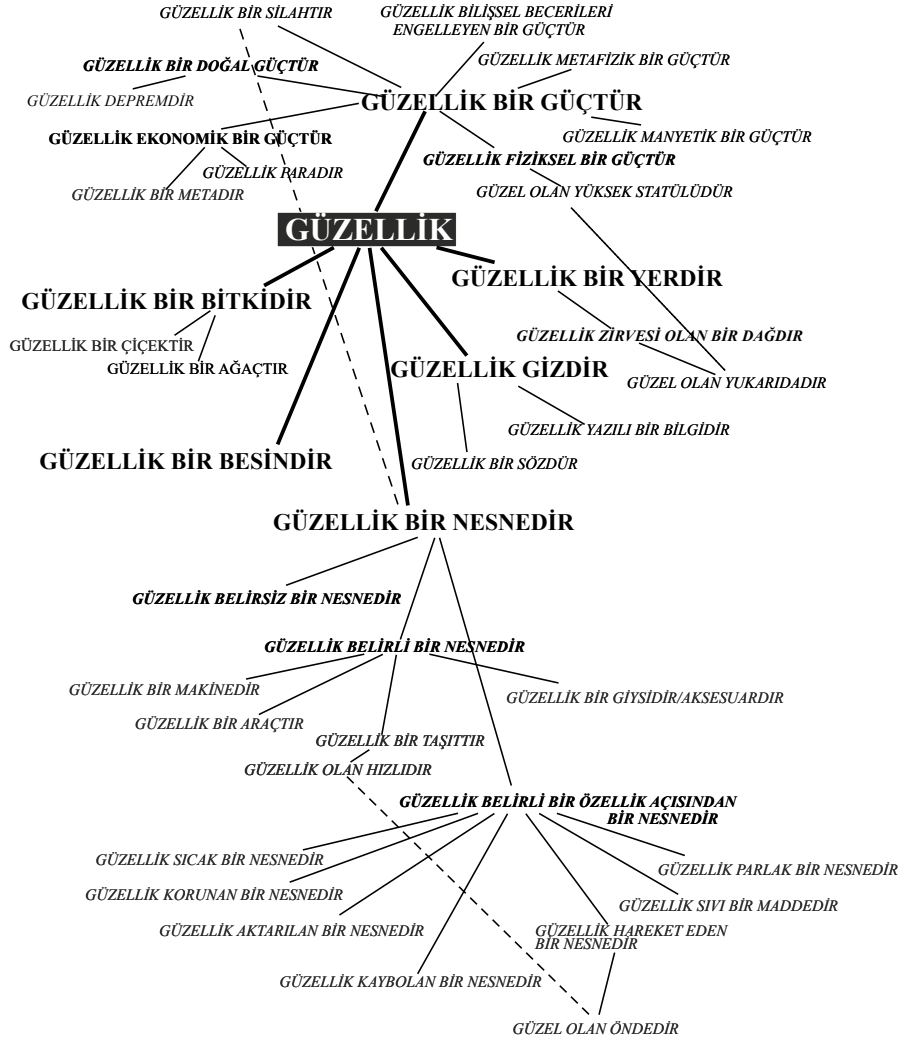 GÜZELLİK BİR SİLAHTIR
GÜZELLİK BİLİŞSEL BECERİLERİ
ENGELLEYEN BİR GÜÇTÜR
GÜZELLİK METAFİZİK BİR GÜÇTÜR
GÜZELLİK BİR DOĞAL GÜÇTÜR
GÜZELLİK DEPREMDİR
GÜZELLİK BİR GÜÇTÜR
GÜZELLİK MANYETİK BİR GÜÇTÜR
GÜZELLİK EKONOMİK BİR GÜÇTÜR
GÜZELLİK FİZİKSEL BİR GÜÇTÜR
GÜZELLİK PARADIR
GÜZELLİK BİR METADIR
GÜZEL OLAN YÜKSEK STATÜLÜDÜR
GÜZELLİK
GÜZELLİK BİR YERDİR
GÜZELLİK BİR BİTKİDİR
GÜZELLİK ZİRVESİ OLAN BİR DAĞDIR
GÜZELLİK BİR ÇİÇEKTİR
GÜZELLİK BİR AĞAÇTIR
GÜZELLİK GİZDİR
GÜZEL OLAN YUKARIDADIR
GÜZELLİK YAZILI BİR BİLGİDİR
GÜZELLİK BİR BESİNDİR
GÜZELLİK BİR SÖZDÜR
GÜZELLİK BİR NESNEDİR
GÜZELLİK BELİRSİZ BİR NESNEDİR
GÜZELLİK BELİRLİ BİR NESNEDİR
GÜZELLİK BİR MAKİNEDİR
GÜZELLİK BİR GİYSİDİR/AKSESUARDIR
GÜZELLİK BİR ARAÇTIR
GÜZELLİK BİR TAŞITTIR
GÜZELLİK OLAN HIZLIDIR
GÜZELLİK BELİRLİ BİR ÖZELLİK AÇISINDAN
BİR NESNEDİR
GÜZELLİK SICAK BİR NESNEDİR
GÜZELLİK PARLAK BİR NESNEDİR
GÜZELLİK KORUNAN BİR NESNEDİR
GÜZELLİK SIVI BİR MADDEDİR
GÜZELLİK AKTARILAN BİR NESNEDİR
GÜZELLİK HAREKET EDEN
BİR NESNEDİR
GÜZELLİK KAYBOLAN BİR NESNEDİR
GÜZEL OLAN ÖNDEDİR